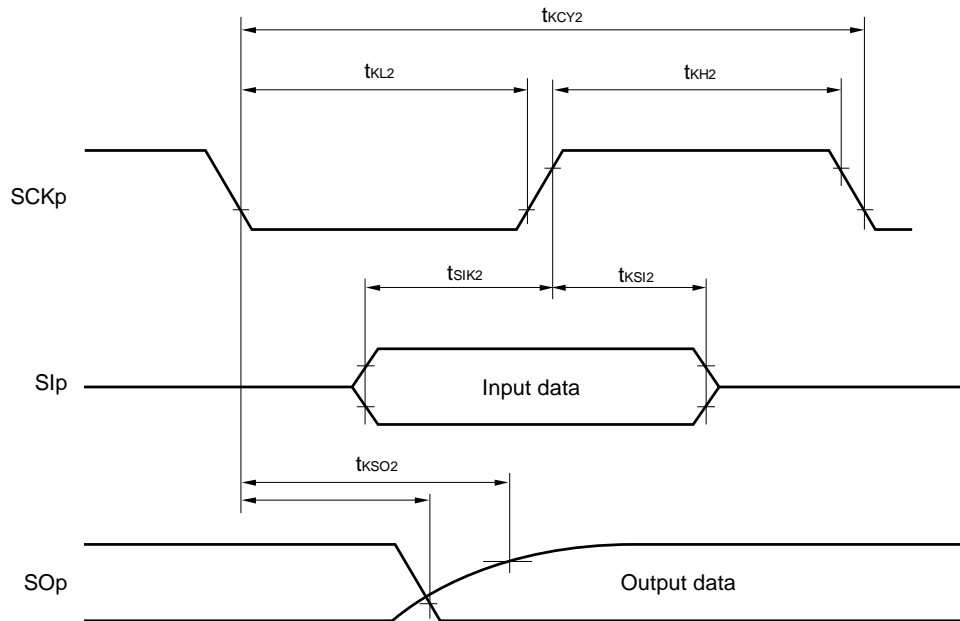 tKCY2
tKL2
tKH2
SCKp
tSIK2
tKSI2
SIp
Input data
tKSO2
SOp
Output data